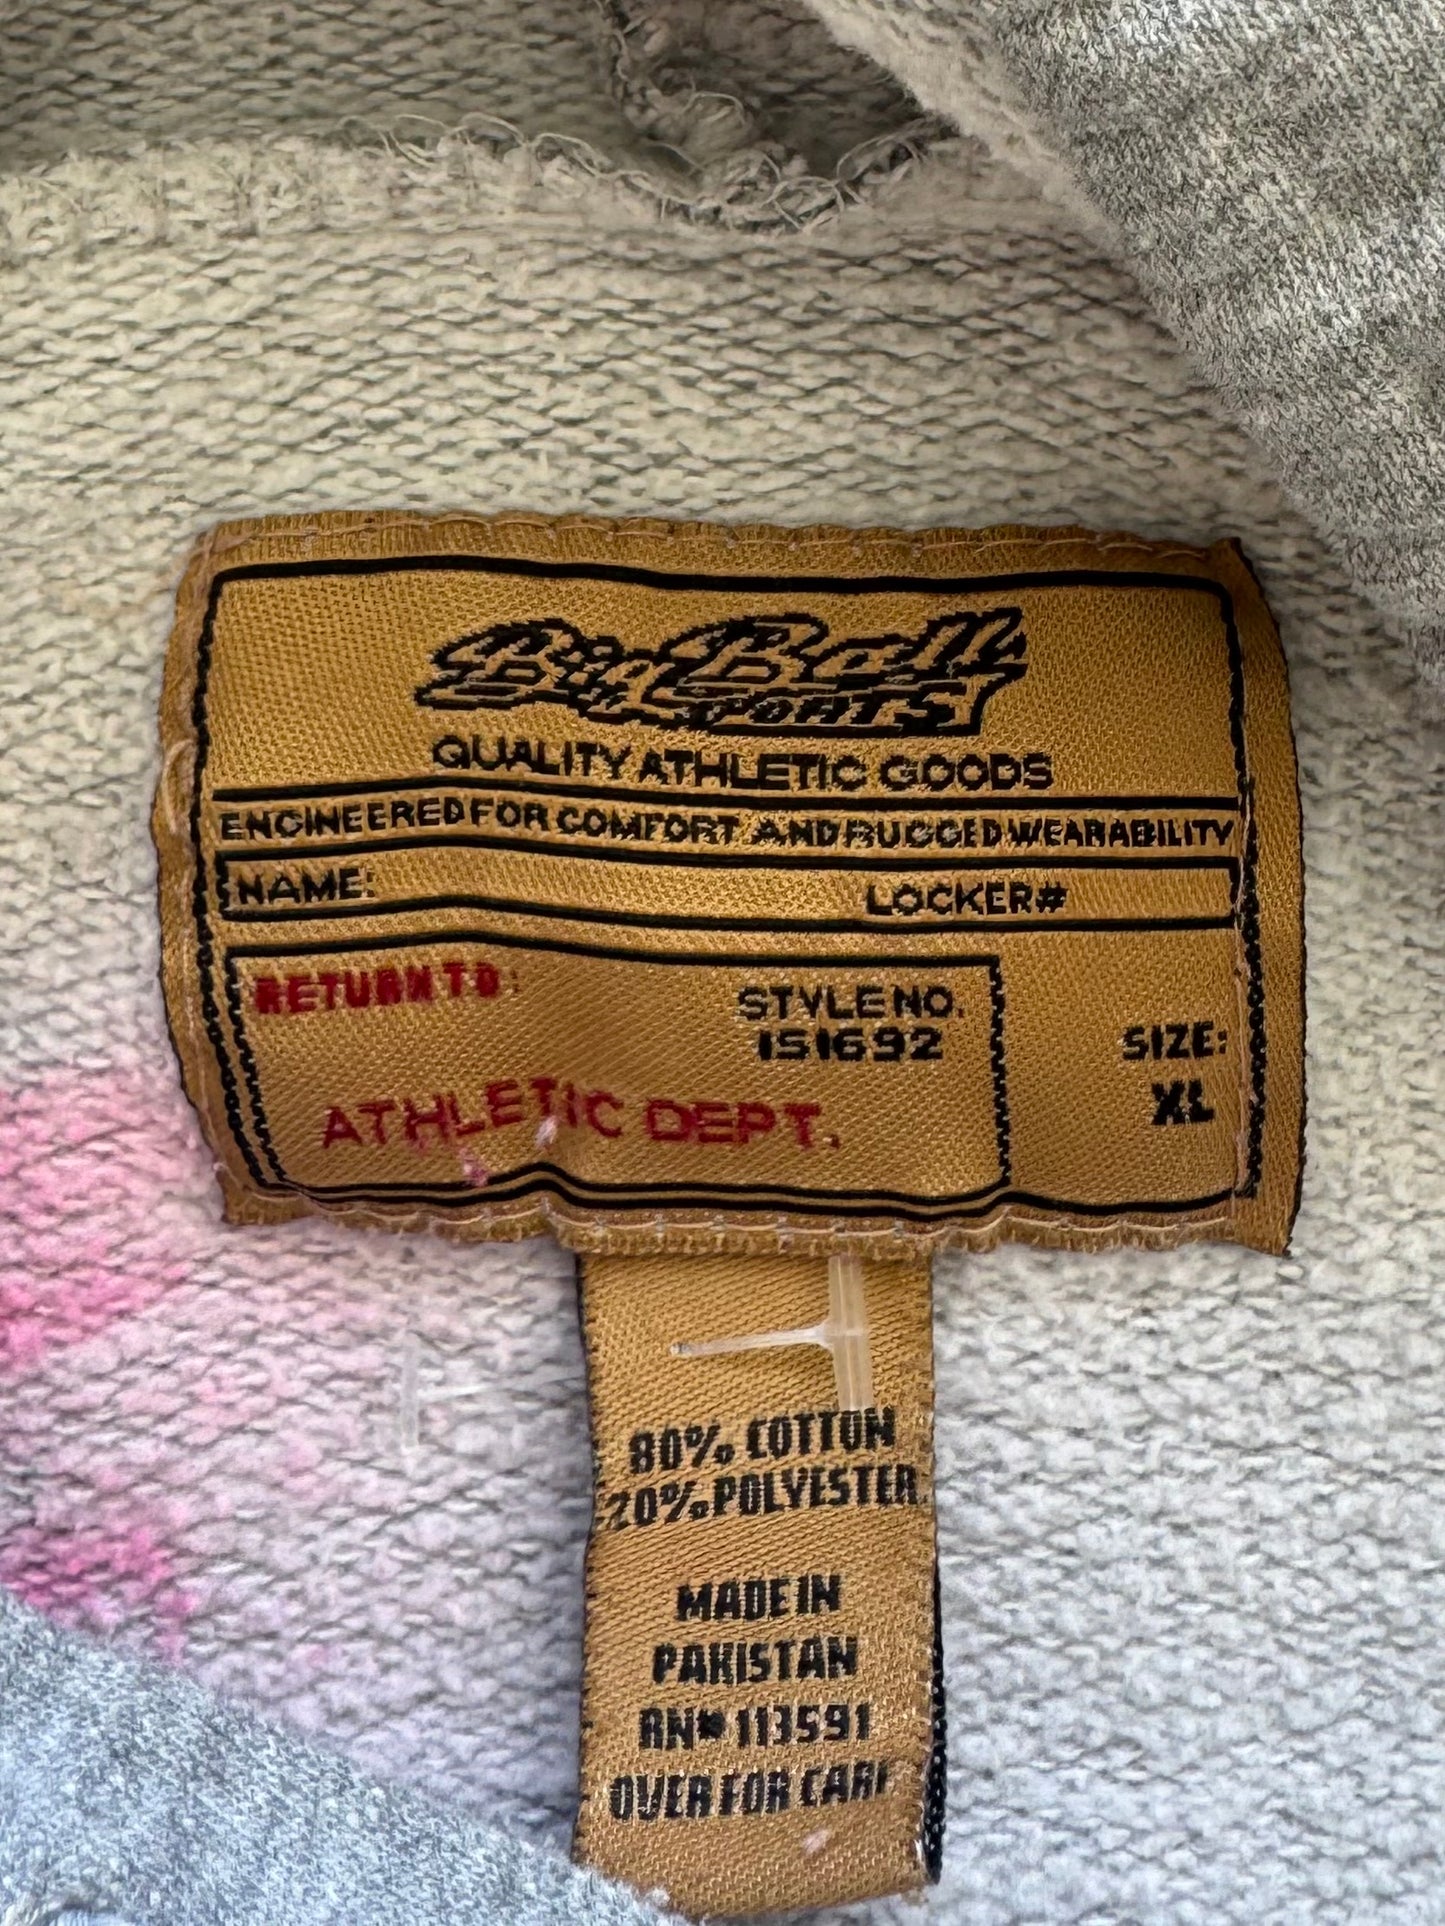 Big Ball
SPORTS
QUALITY ATHLETIC GOODS
ENGINEERED FOR COMFORT AND RUGGED WEARABILITY
NAME: LOCKER#
RETURN TO:
STYLE NO.
151692
ATHLETIC DEPT.
SIZE:
XL
80% COTTON
20% POLYESTER
MADE IN
PAKISTAN
RN# 113591
OVER FOR CARE